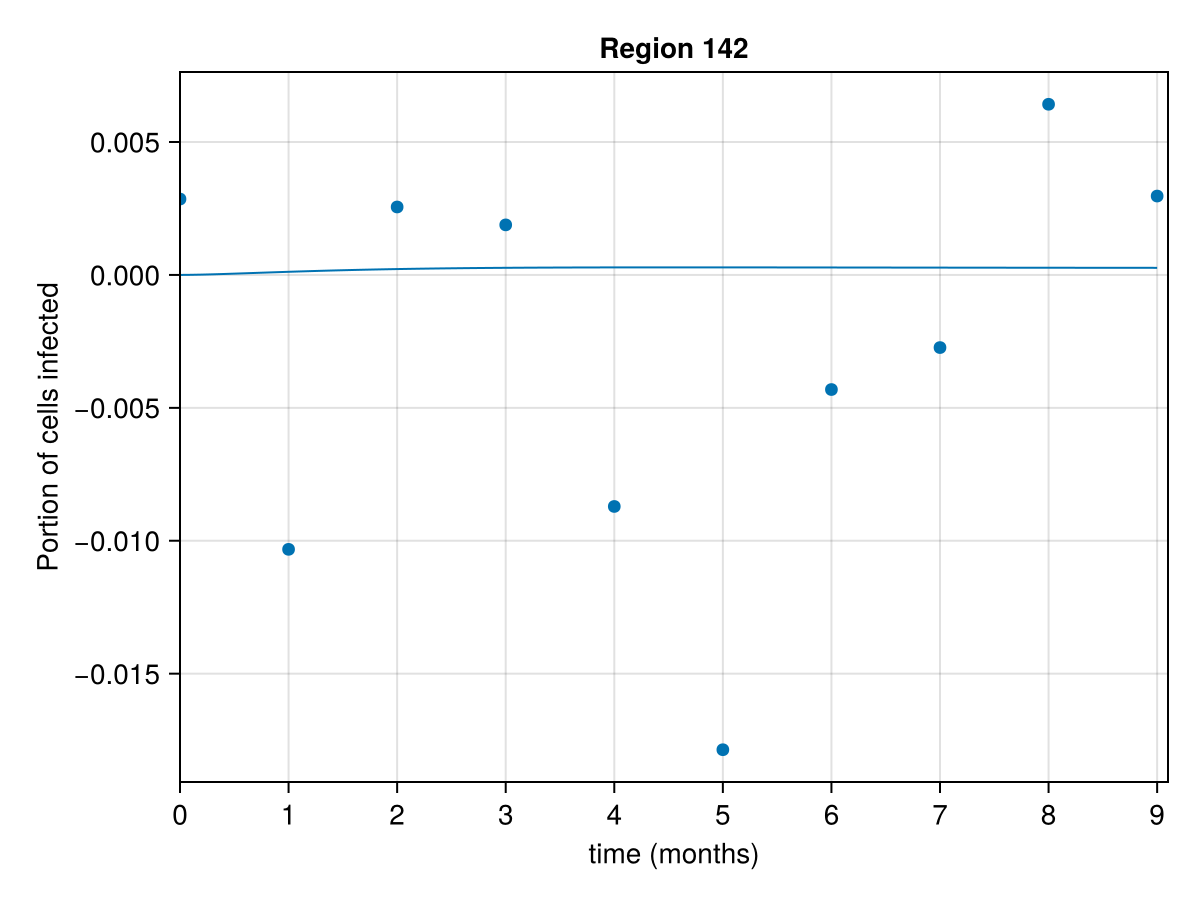 Region 142
Portion of cells infected
0.005
0.000
−0.005
−0.010
−0.015
0 1 2 3 4 5 6 7 8 9
time (months)